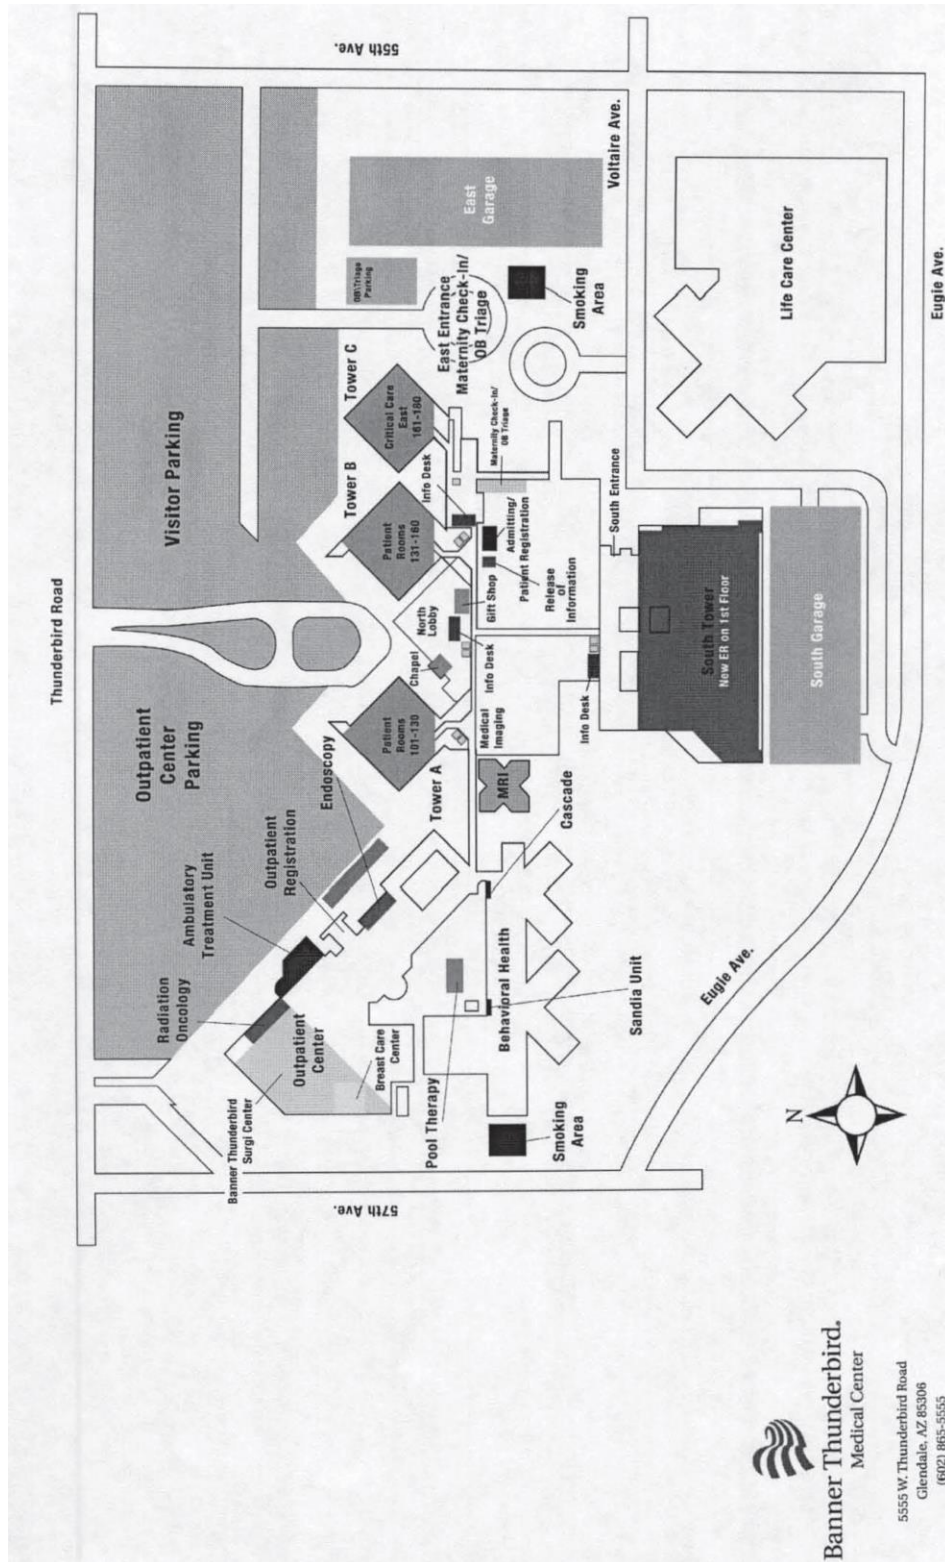 Thunderbird Road
55th Ave.
Visitor Parking
Outpatient
Center
Parking
OB\Triage
Parking
East
Garage
Voltaire Ave.
East Entrance
Maternity Check-In/
OB Triage
Smoking
Area
Life Care Center
Eugie Ave.
Tower C
Critical Care
East
161-180
Tower B
Patient
Rooms
131-160
Info Desk
Maternity Check-In/
OB Triage
Admitting/
Patient Registration
Gift Shop
Release
of
Information
South Entrance
North
Lobby
Chapel
Info Desk
Medical
Imaging
Info Desk
South Tower
New ER on 1st Floor
South Garage
Patient
Rooms
101-130
Tower A
MRI
Cascade
Endoscopy
Outpatient
Registration
Ambulatory
Treatment Unit
Radiation
Oncology
Outpatient
Center
Breast Care
Center
Banner Thunderbird
Surgi Center
Pool Therapy
Behavioral Health
Sandia Unit
Smoking
Area
Eugie Ave.
57th Ave.
N
Banner Thunderbird.
Medical Center
5555 W. Thunderbird Road
Glendale, AZ 85306
(602) 865-5555